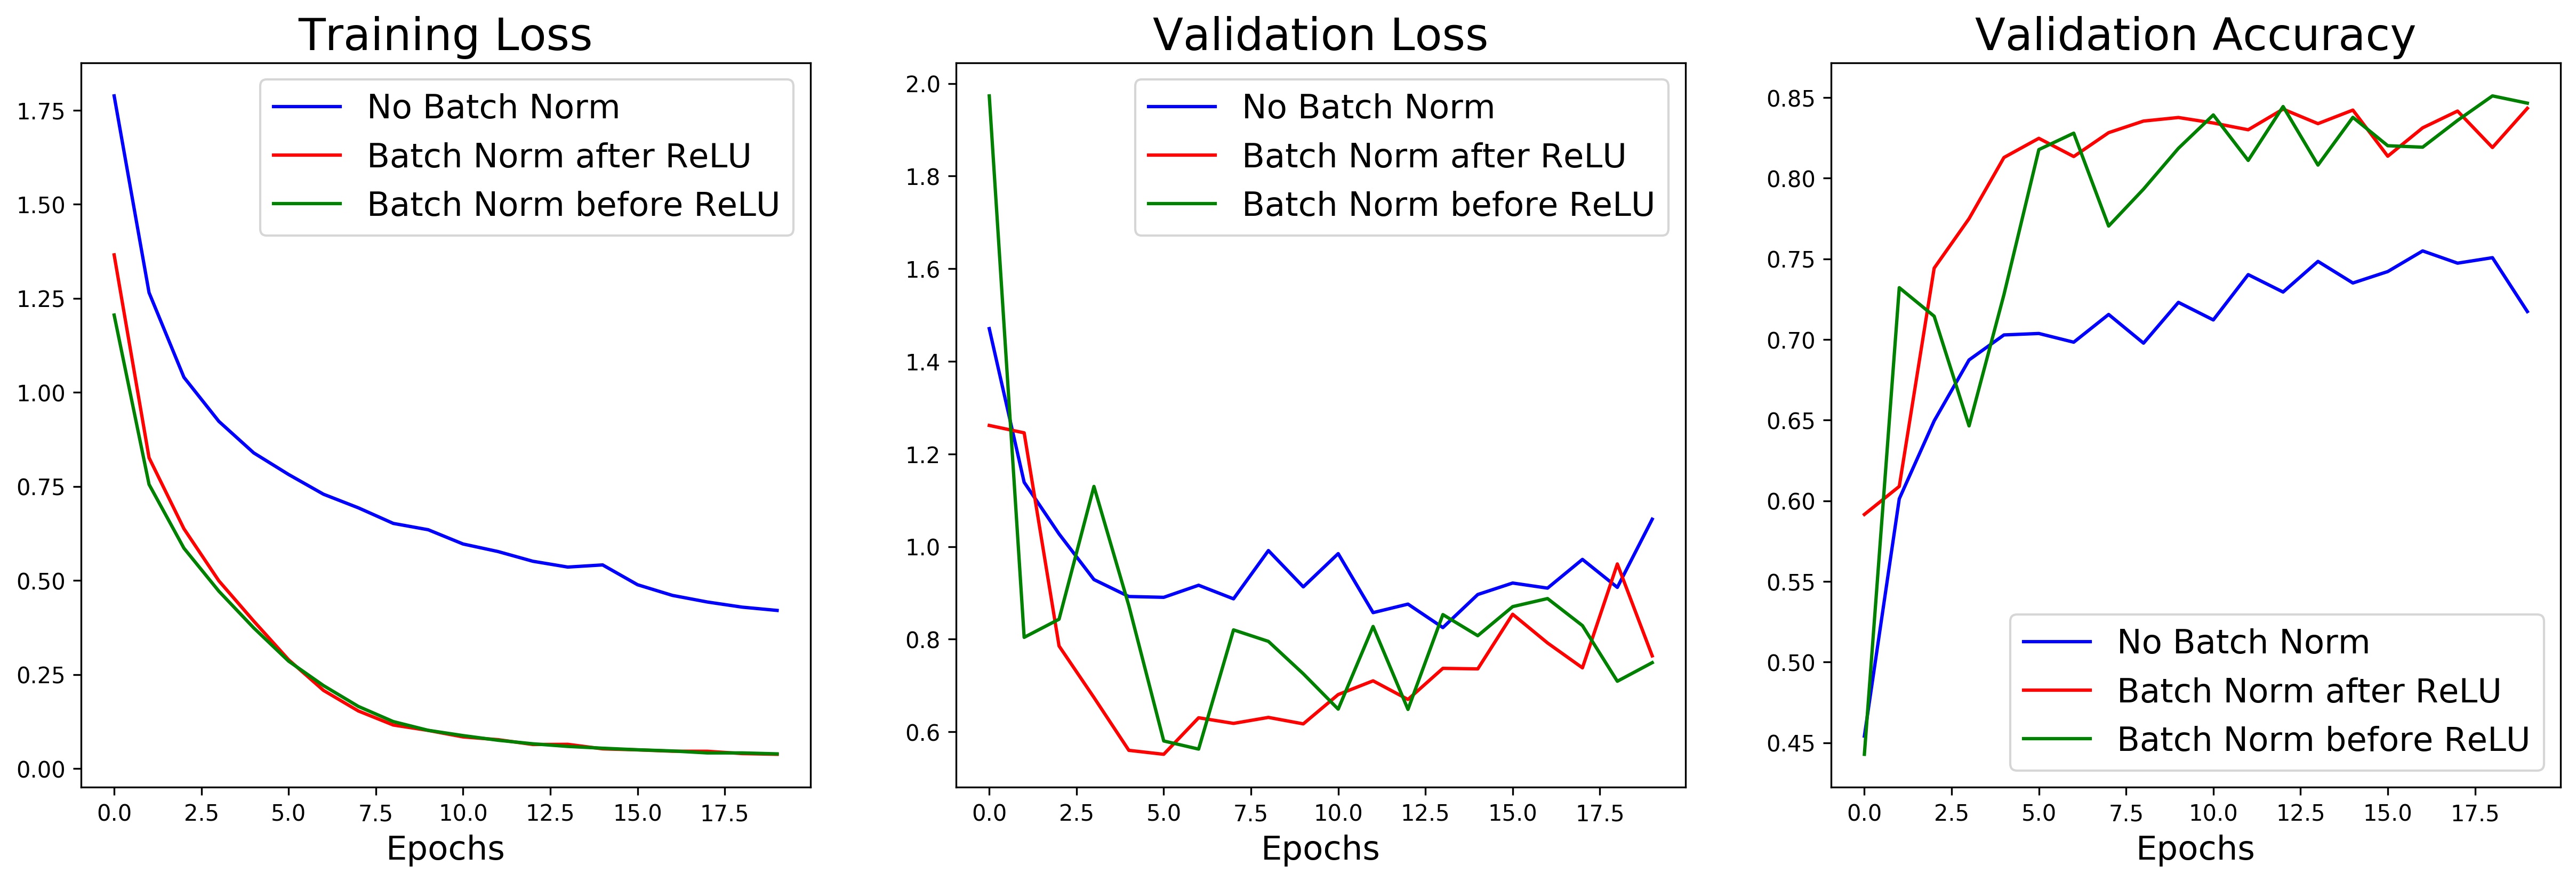 Training Loss
1.75
1.50
1.25
1.00
0.75
0.50
0.25
0.00
No Batch Norm
Batch Norm after ReLU
Batch Norm before ReLU
0.0 2.5 5.0 7.5 10.0 12.5 15.0 17.5
Epochs
Validation Loss
2.0
1.8
1.6
1.4
1.2
1.0
0.8
0.6
No Batch Norm
Batch Norm after ReLU
Batch Norm before ReLU
0.0 2.5 5.0 7.5 10.0 12.5 15.0 17.5
Epochs
Validation Accuracy
0.85
0.80
0.75
0.70
0.65
0.60
0.55
0.50
0.45
No Batch Norm
Batch Norm after ReLU
Batch Norm before ReLU
0.0 2.5 5.0 7.5 10.0 12.5 15.0 17.5
Epochs